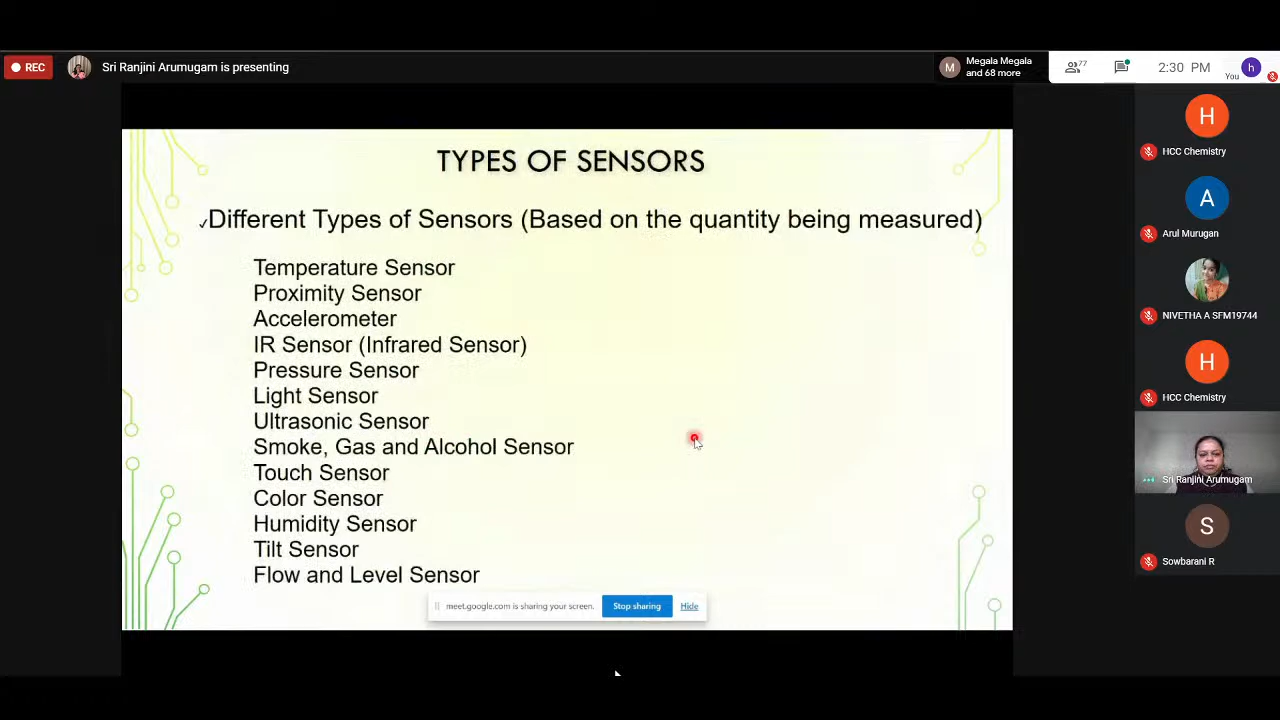 REC
Sri Ranjini Arumugam is presenting
M
Megala Megala
and 68 more
77
2:30 PM
You
h
TYPES OF SENSORS
✓Different Types of Sensors (Based on the quantity being measured)
Temperature Sensor
Proximity Sensor
Accelerometer
IR Sensor (Infrared Sensor)
Pressure Sensor
Light Sensor
Ultrasonic Sensor
Smoke, Gas and Alcohol Sensor
Touch Sensor
Color Sensor
Humidity Sensor
Tilt Sensor
Flow and Level Sensor
meet.google.com is sharing your screen.
Stop sharing
Hide
H
HCC Chemistry
A
Arul Murugan
NIVETHA A SFM19744
H
HCC Chemistry
Sri Ranjini Arumugam
S
Sowbarani R